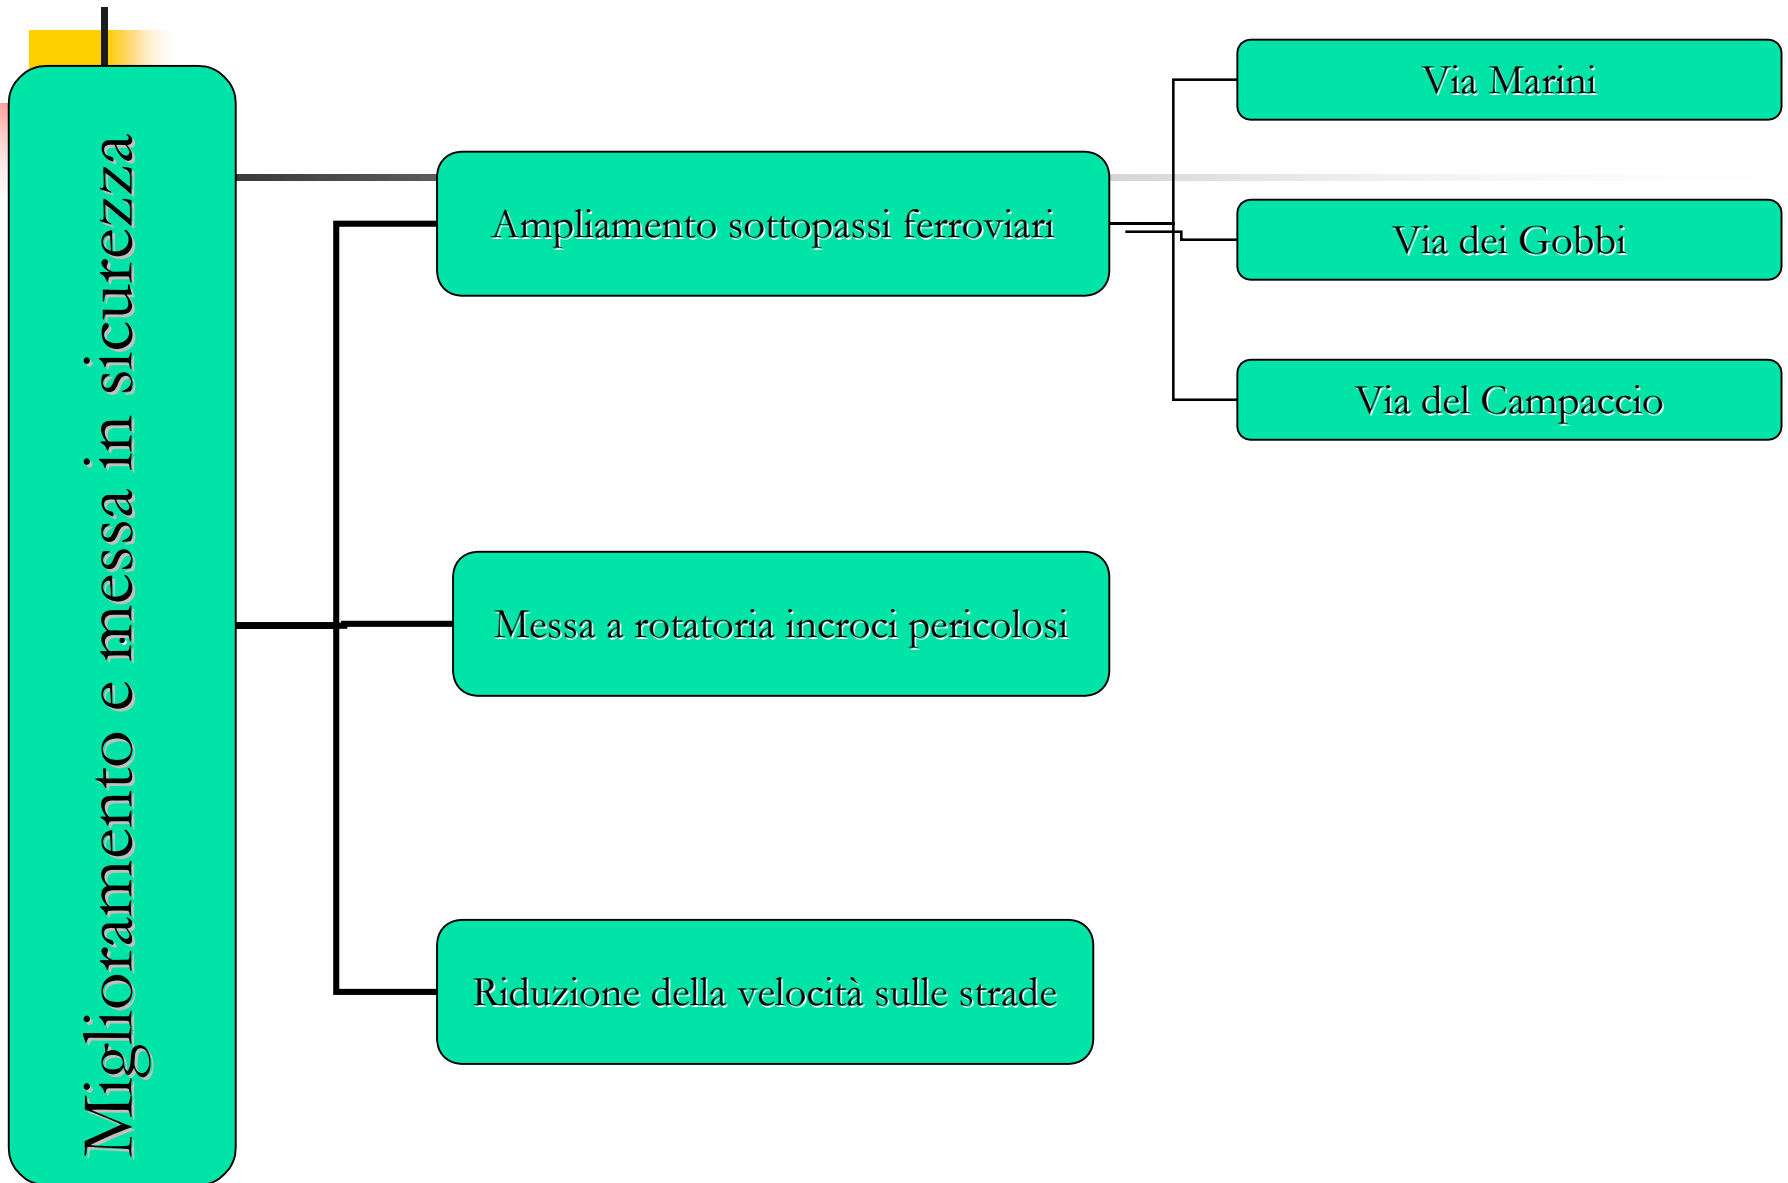 Miglioramento e messa in sicurezza
Ampliamento sottopassi ferroviari
Via Marini
Via dei Gobbi
Via del Campaccio
Messa a rotatoria incroci pericolosi
Riduzione della velocità sulle strade